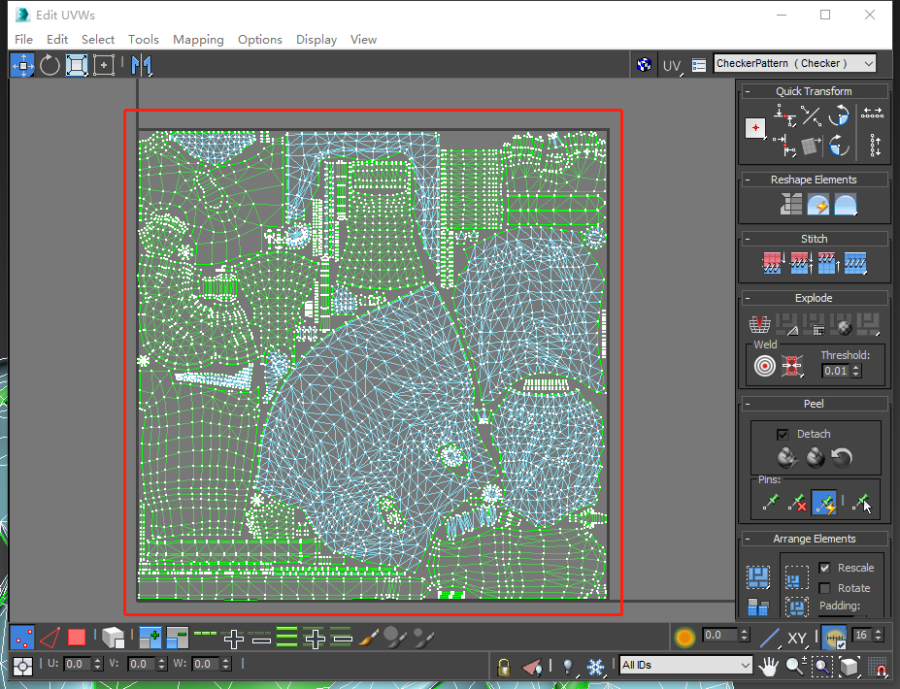 Edit UVWs
File Edit Select Tools Mapping Options Display View
UV
CheckerPattern ( Checker )
- Quick Transform
- Reshape Elements
- Stitch
- Explode
Weld
Threshold:
0.01
- Peel
Detach
Pins:
- Arrange Elements
Rescale
Rotate
Padding:
0.0
XY
16
U: 0.0 V: 0.0 W: 0.0
All IDs